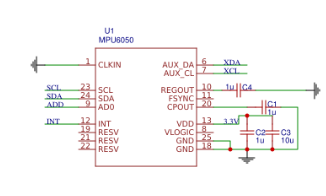 U1
MPU6050
1 CLKIN AUX_DA 6 XDA
AUX_CL 7 XCL
SCL 23 SCL REGOUT 10 1u C4
SDA 24 SDA FSYNC 11
ADD 9 AD0 CPOUT 20 C1
1u
INT 12 INT VDD 13 3.3V
19 RESV VLOGIC 8 C2 C3
21 RESV GND 25 1u 10u
22 RESV GND 18